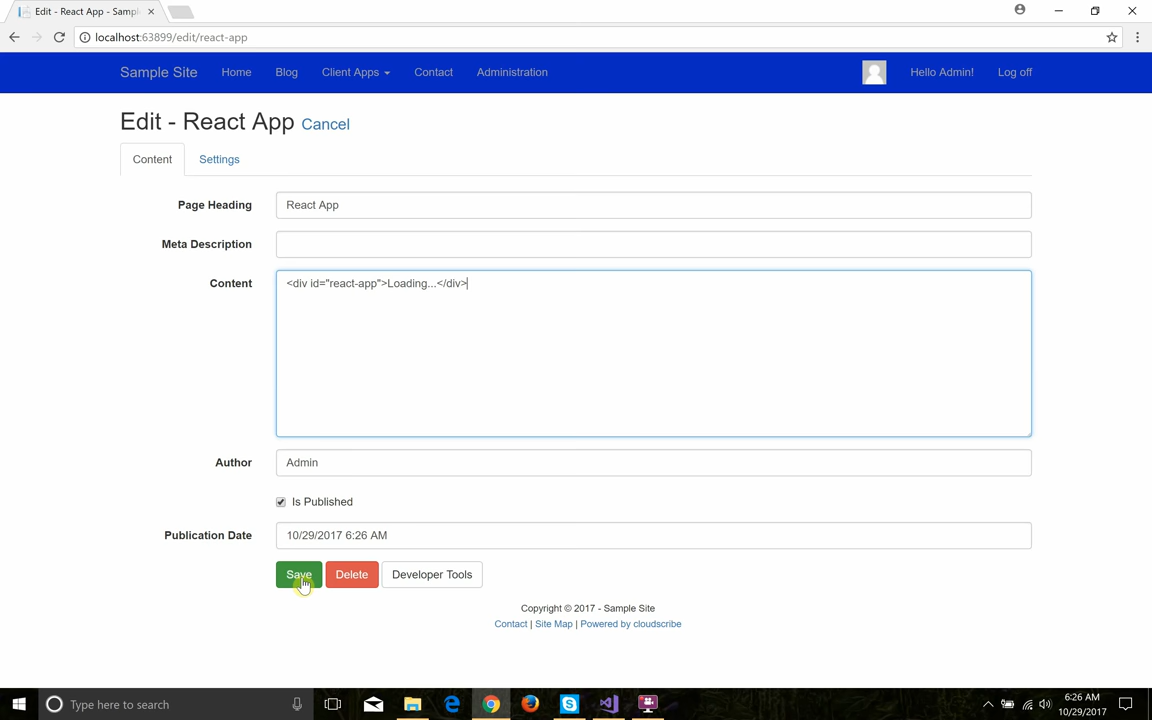 Edit - React App - Sampl
localhost:63899/edit/react-app
Sample Site Home Blog Client Apps Contact Administration Hello Admin! Log off
Edit - React App Cancel
Content Settings
Page Heading React App
Meta Description
Content <div id="react-app">Loading...</div>
Author Admin
Is Published
Publication Date 10/29/2017 6:26 AM
Save Delete Developer Tools
Copyright © 2017 - Sample Site
Contact | Site Map | Powered by cloudscribe
Type here to search
6:26 AM
10/29/2017